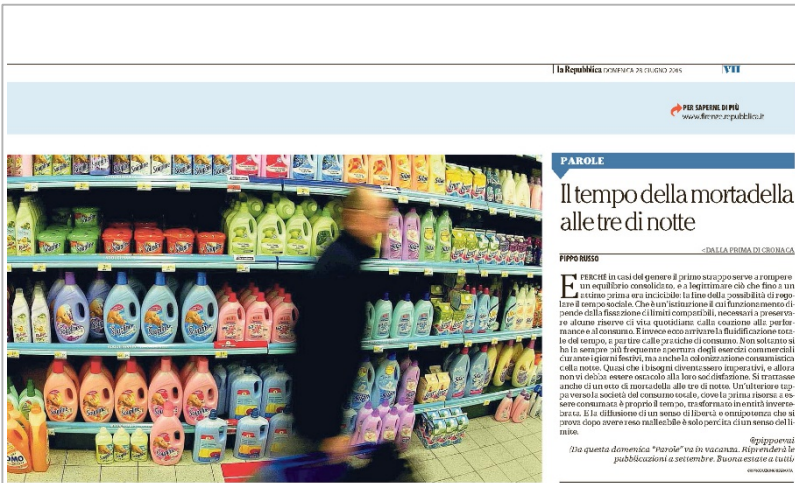 la Repubblica DOMENICA 28 GIUGNO 2015
VII
PER SAPERNE DI PIÙ
www.firenze.repubblica.it
PAROLE
Il tempo della mortadella
alle tre di notte
<DALLA PRIMA DI CRONACA
PIPPO RUSSO
E PERCHÉ in casi del genere il primo strappo serve a rompere
un equilibrio consolidato, e a legittimare ciò che fino a un
attimo prima era indicibile: la fine della possibilità di rego-
lare il tempo sociale. Che è un'istituzione il cui funzionamento di-
pende dalla fissazione di limiti compatibili, necessari a preserva-
re alcune riserve di vita quotidiana dalla coazione alla perfor-
mance e al consumo. E invece ecco arrivare la fluidificazione tota-
le del tempo, a partire dalle pratiche di consumo. Non soltanto si
ha la sempre più frequente apertura degli esercizi commerciali
durante i giorni festivi, ma anche la colonizzazione consumistica
della notte. Quasi che i bisogni diventassero imperativi, e allora
non vi debba essere ostacolo alla loro soddisfazione. Si trattasse
anche di un etto di mortadella alle tre di notte. Un'ulteriore tap-
pa verso la società del consumo totale, dove la prima risorsa a es-
sere consumata è proprio il tempo, trasformato in entità inverte-
brata. E la diffusione di un senso di libertà e onnipotenza che si
prova dopo avere reso malleabile è solo perdita di un senso del li-
mite.
@pippoevai
(Da questa domenica "Parole" va in vacanza. Riprenderà le
pubblicazioni a settembre. Buona estate a tutti)
©RIPRODUZIONE RISERVATA